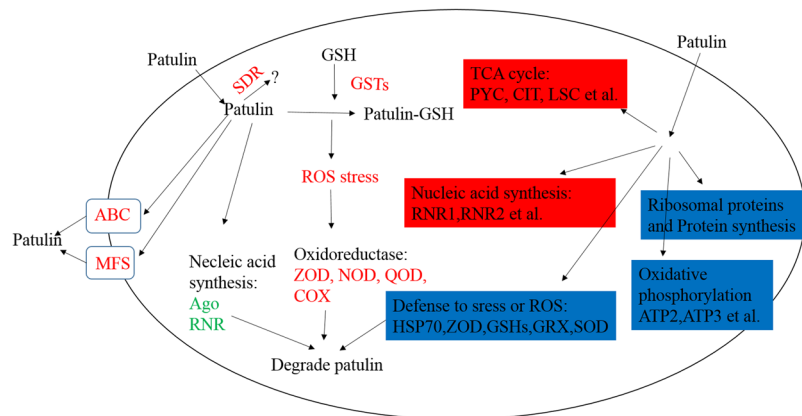 Patulin
SDR
?
Patulin
GSH
GSTs
Patulin-GSH
ROS stress
ABC
MFS
Patulin
Necleic acid
synthesis:
Ago
RNR
Oxidoreductase:
ZOD, NOD, QOD,
COX
Degrade patulin
Patulin
TCA cycle:
PYC, CIT, LSC et al.
Nucleic acid synthesis:
RNR1,RNR2 et al.
Ribosomal proteins
and Protein synthesis
Oxidative
phosphorylation
ATP2,ATP3 et al.
Defense to sress or ROS:
HSP70,ZOD,GSHs,GRX,SOD